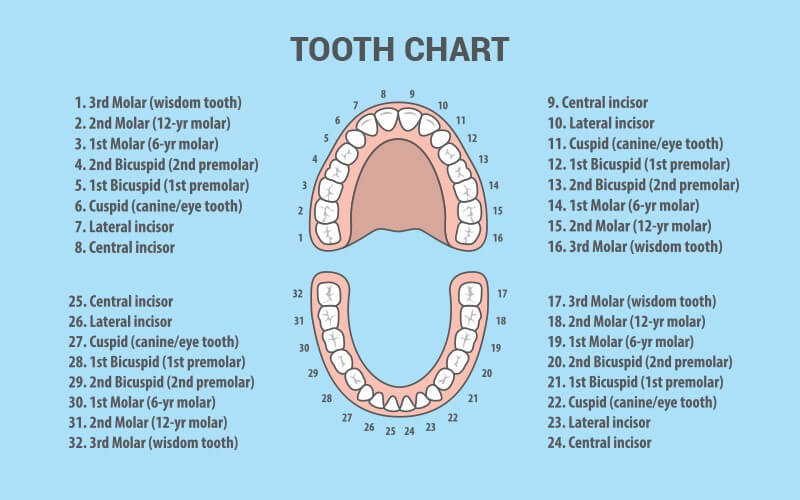 TOOTH CHART
1. 3rd Molar (wisdom tooth)
2. 2nd Molar (12-yr molar)
3. 1st Molar (6-yr molar)
4. 2nd Bicuspid (2nd premolar)
5. 1st Bicuspid (1st premolar)
6. Cuspid (canine/eye tooth)
7. Lateral incisor
8. Central incisor
8
9
7
10
6
11
5
12
4
13
3
14
2
15
1
16
9. Central incisor
10. Lateral incisor
11. Cuspid (canine/eye tooth)
12. 1st Bicuspid (1st premolar)
13. 2nd Bicuspid (2nd premolar)
14. 1st Molar (6-yr molar)
15. 2nd Molar (12-yr molar)
16. 3rd Molar (wisdom tooth)
25. Central incisor
26. Lateral incisor
27. Cuspid (canine/eye tooth)
28. 1st Bicuspid (1st premolar)
29. 2nd Bicuspid (2nd premolar)
30. 1st Molar (6-yr molar)
31. 2nd Molar (12-yr molar)
32. 3rd Molar (wisdom tooth)
32
17
31
18
30
19
29
20
28
21
27
22
26
25
24
23
17. 3rd Molar (wisdom tooth)
18. 2nd Molar (12-yr molar)
19. 1st Molar (6-yr molar)
20. 2nd Bicuspid (2nd premolar)
21. 1st Bicuspid (1st premolar)
22. Cuspid (canine/eye tooth)
23. Lateral incisor
24. Central incisor